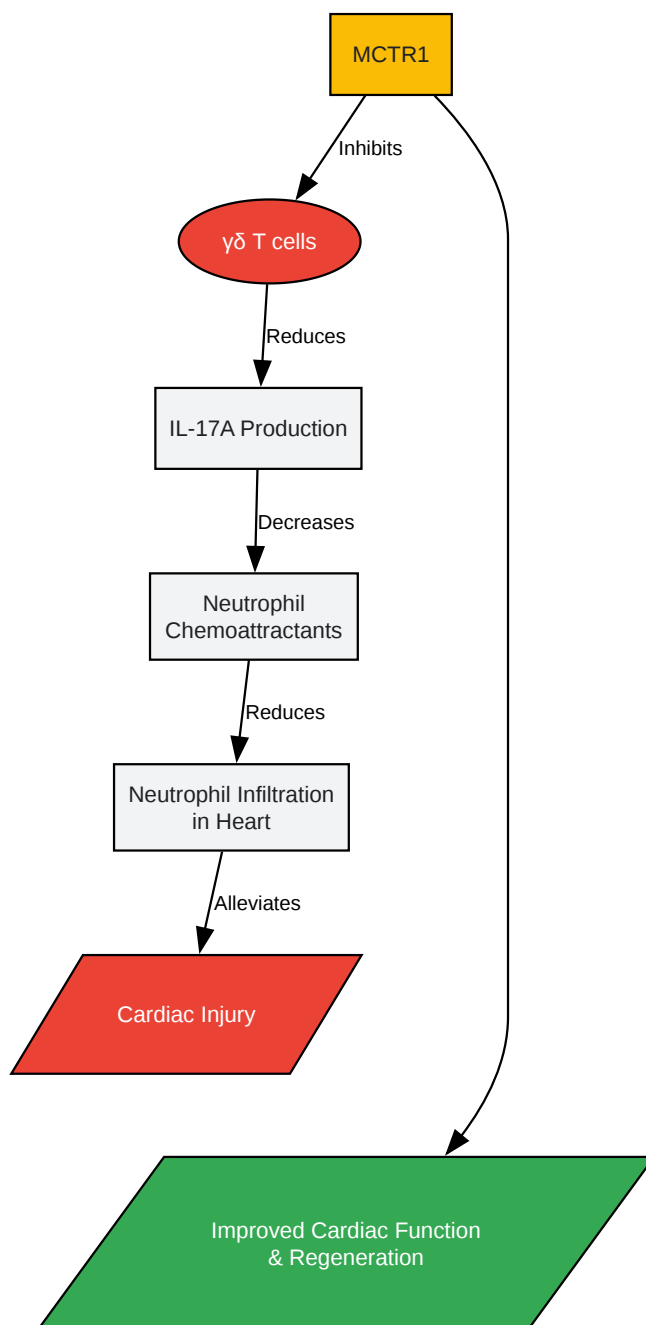 MCTR1
Inhibits
γδ T cells
Reduces
IL-17A Production
Decreases
Neutrophil
Chemoattractants
Reduces
Neutrophil Infiltration
in Heart
Alleviates
Cardiac Injury
Improved Cardiac Function
& Regeneration